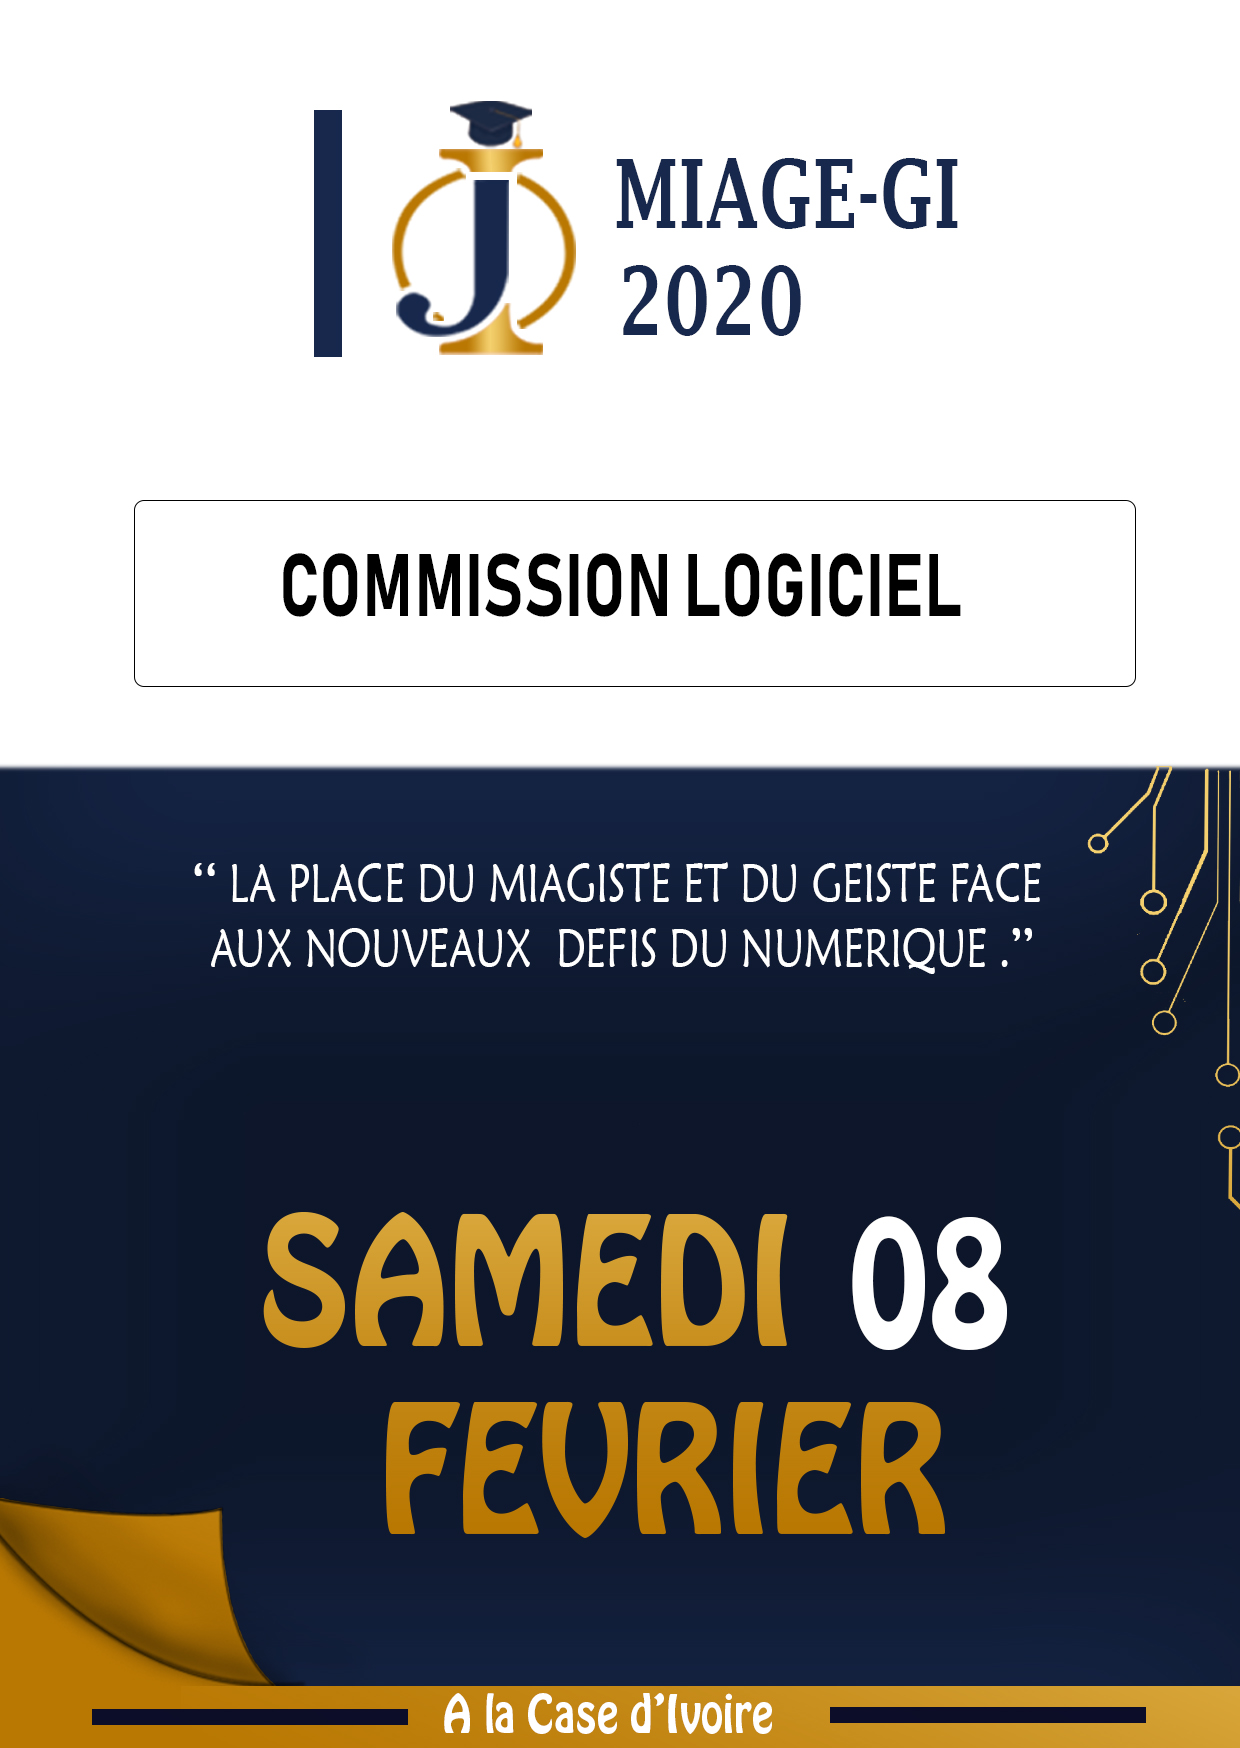 JI
MIAGE-GI
2020
COMMISSION LOGICIEL
“ LA PLACE DU MIAGISTE ET DU GEISTE FACE
AUX NOUVEAUX DEFIS DU NUMERIQUE .”
SAMEDI 08
FEVRIER
A la Case d’Ivoire